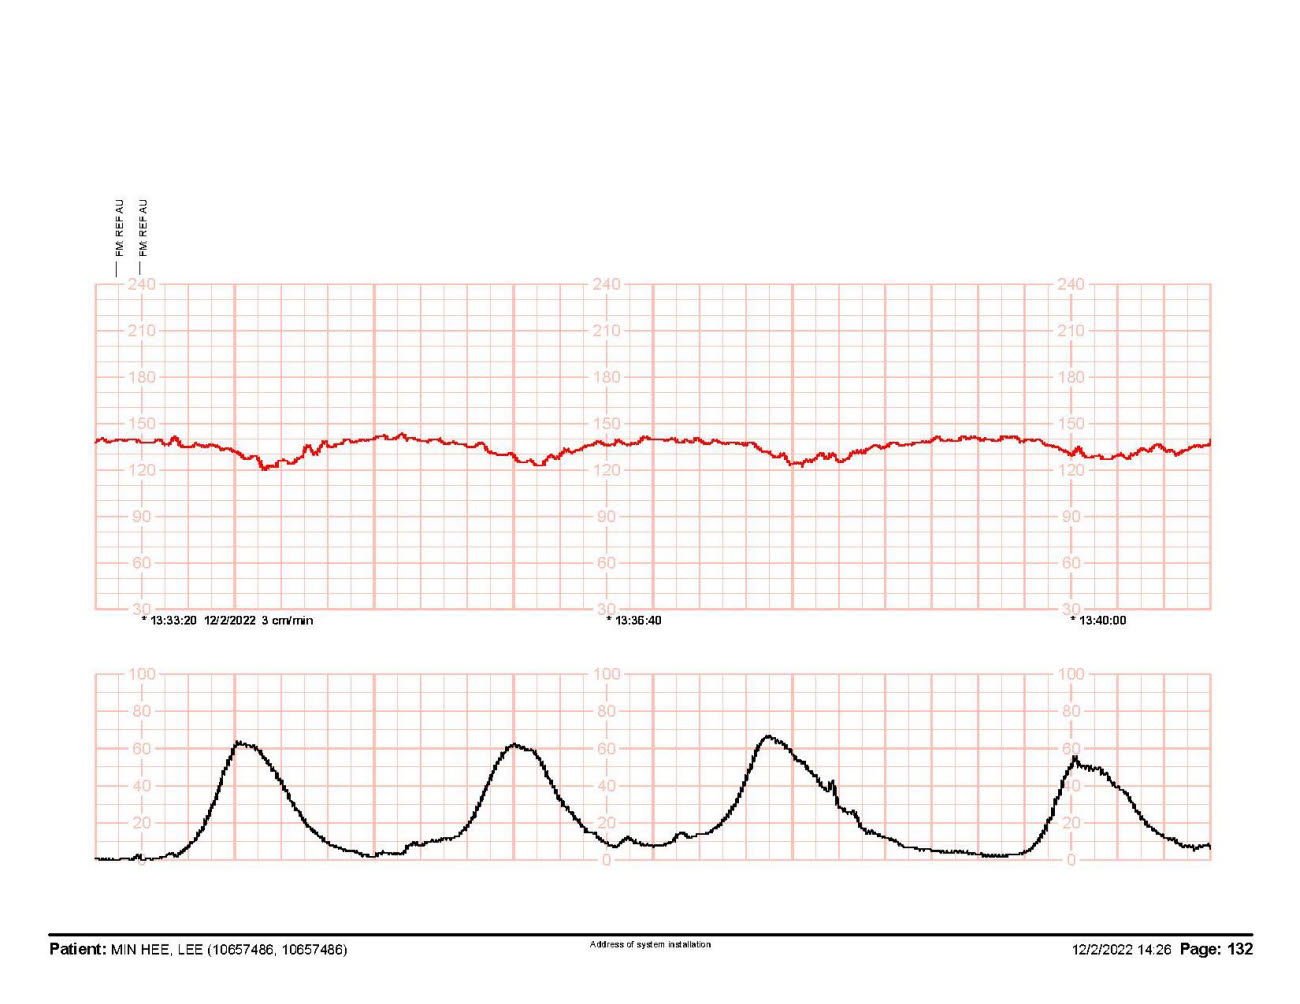 FM: REF AU
FM: REF AU
240 240 240
210 210 210
180 180 180
150 150 150
120 120 120
90 90 90
60 60 60
30 30 30
* 13:33:20 12/2/2022 3 cm/min * 13:36:40 * 13:40:00
100 100 100
80 80 80
60 60 60
40 40 40
20 20 20
0 0 0
Patient: MIN HEE, LEE (10657486, 10657486) Address of system installation 12/2/2022 14:26 Page: 132